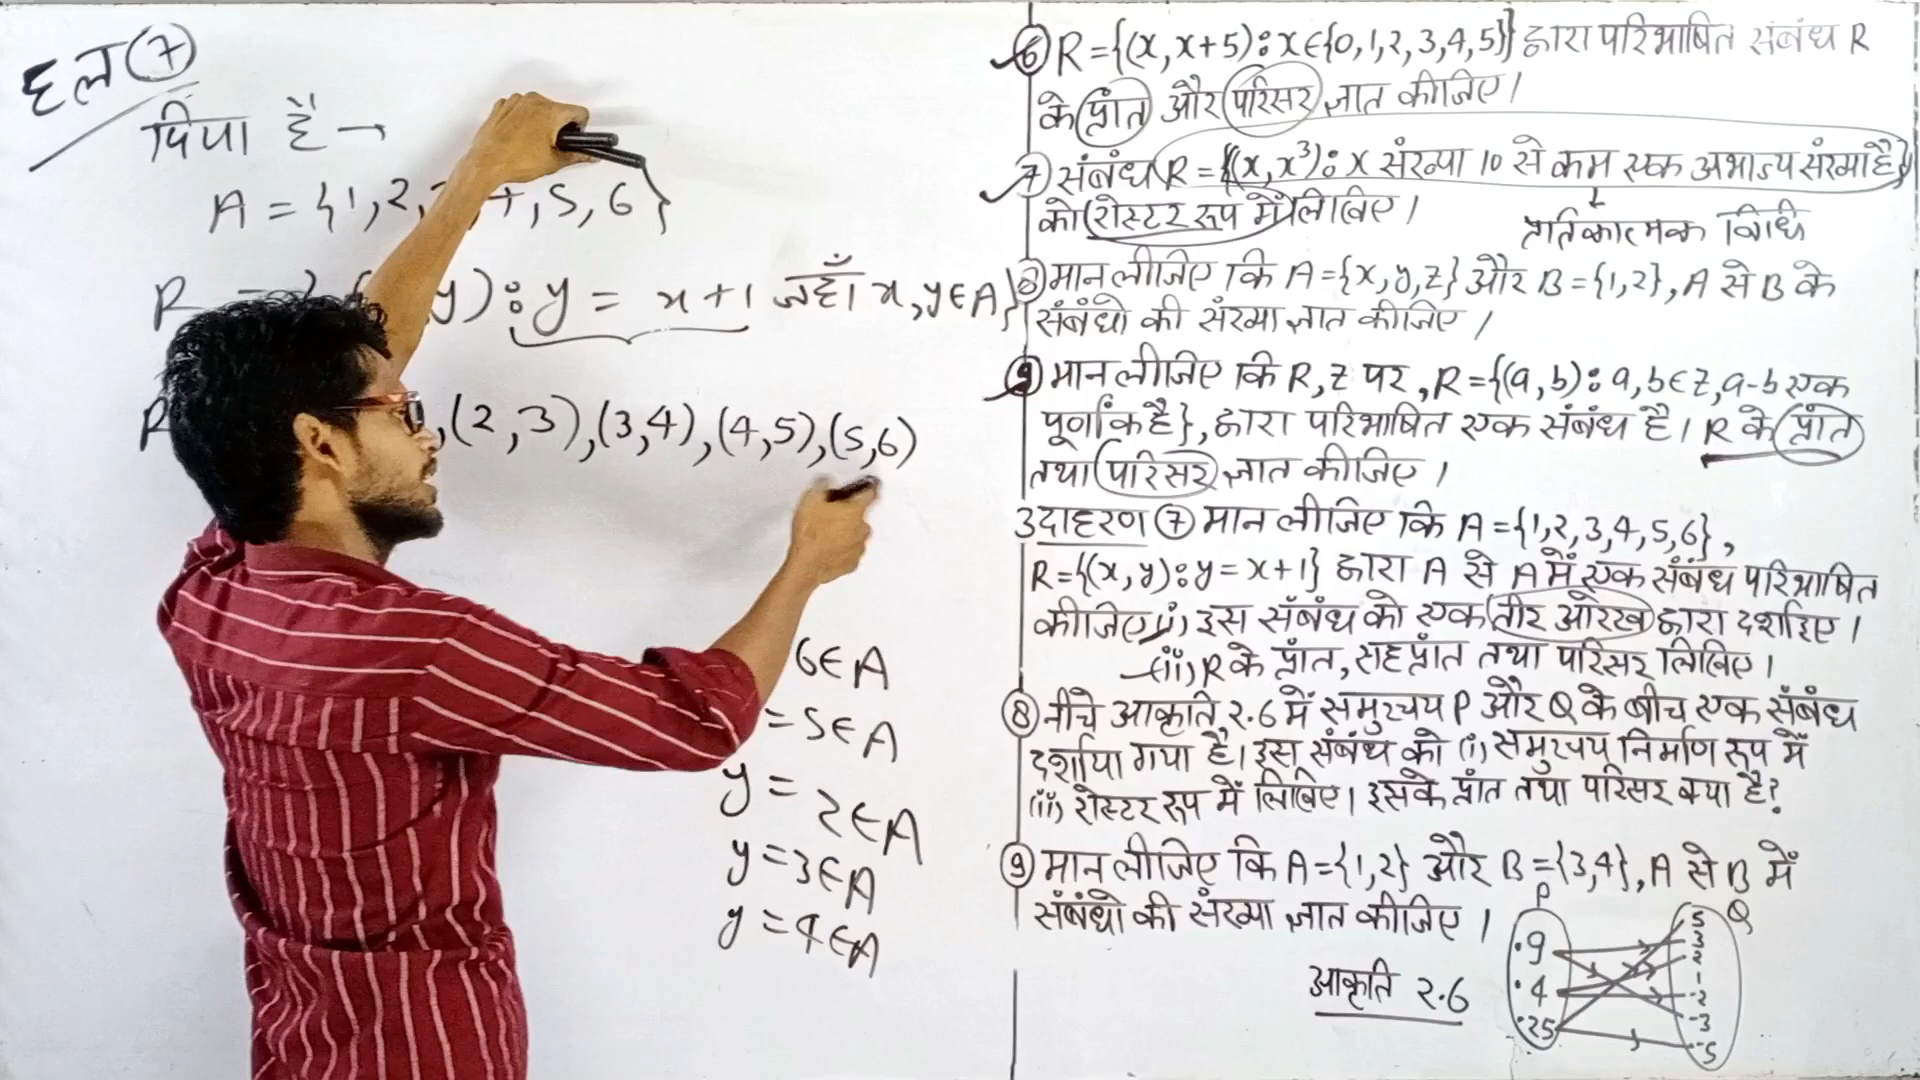 हल (7)
दिया है →
A = {1, 2, 5, 6}
R y) : y = x + 1 जहाँ x, y ∈ A}
R , (2, 3), (3, 4), (4, 5), (5, 6)
6 ∈ A
= 5 ∈ A
y = 2 ∈ A
y = 3 ∈ A
y = 4 ∈ A
(6) R = {(x, x+5) : x ∈ {0, 1, 2, 3, 4, 5}} द्वारा परिभाषित संबंध R
के प्रांत और परिसर ज्ञात कीजिए।
(7) संबंध R = {(x, x³) : x संख्या 10 से कम एक अभाज्य संख्या है}
को रोस्टर रूप में लिखिए।
प्रतिकात्मक विधि
(8) मान लीजिए कि A = {x, y, z} और B = {1, 2}, A से B के
संबंधो की संख्या ज्ञात कीजिए।
(9) मान लीजिए कि R, Z पर, R = {(a, b) : a, b ∈ Z, a-b एक
पूर्णांक है}, द्वारा परिभाषित एक संबंध है। R के प्रांत
तथा परिसर ज्ञात कीजिए।
उदाहरण (7) मान लीजिए कि A = {1, 2, 3, 4, 5, 6},
R = {(x, y) : y = x + 1} द्वारा A से A में एक संबंध परिभाषित
कीजिए (i) इस संबंध को एक तीर आरेख द्वारा दर्शाइए।
(ii) R के प्रांत, सहप्रांत तथा परिसर लिखिए।
(8) नीचे आकृति 2.6 में समुच्चय P और Q के बीच एक संबंध
दर्शाया गया है। इस संबंध को (i) समुच्चय निर्माण रूप में
(ii) रोस्टर रूप में लिखिए। इसके प्रांत तथा परिसर क्या है?
(9) मान लीजिए कि A = {1, 2} और B = {3, 4}, A से B में
संबंधो की संख्या ज्ञात कीजिए।
P
Q
.9
.4
.25
5
3
2
1
-2
-3
-5
आकृति 2.6